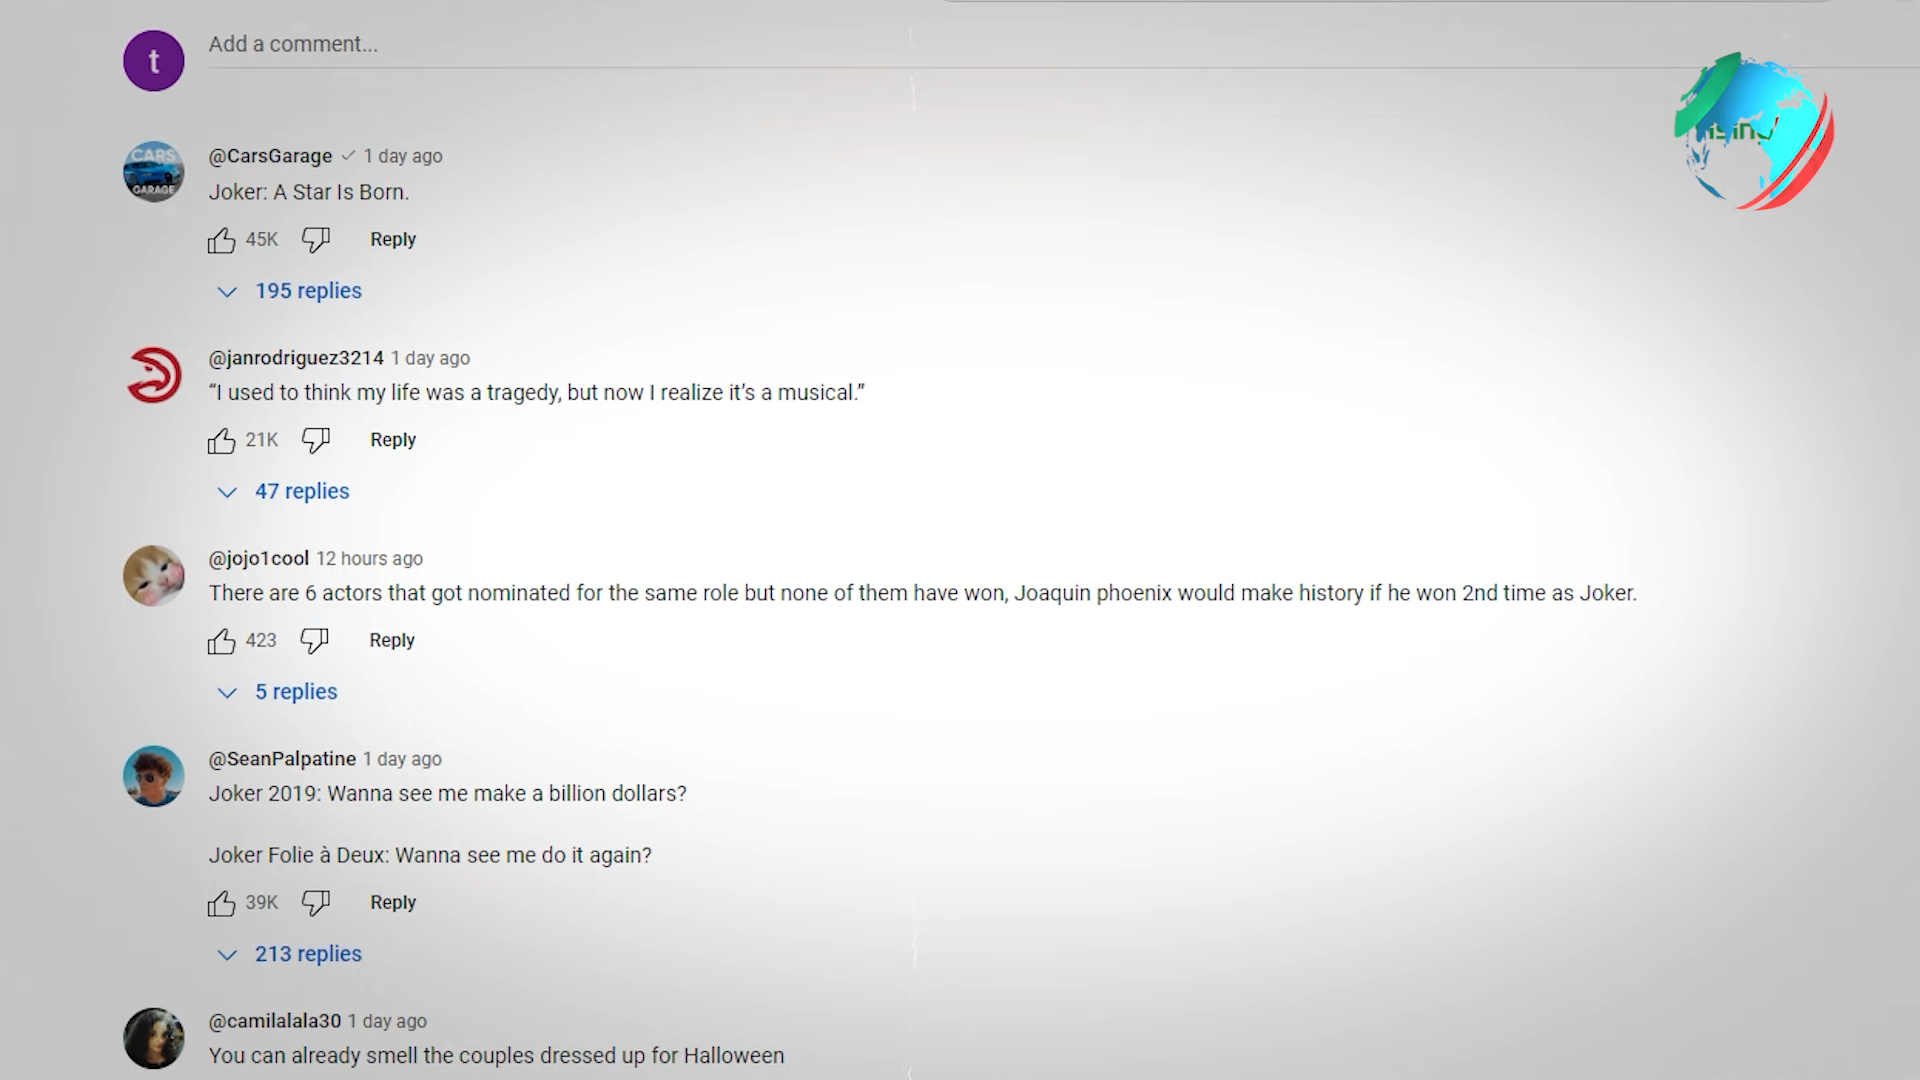 t
Add a comment...
CARS
GARAGE
@CarsGarage 1 day ago
Joker: A Star Is Born.
45K Reply
195 replies
@janrodriguez3214 1 day ago
“I used to think my life was a tragedy, but now I realize it’s a musical.”
21K Reply
47 replies
@jojo1cool 12 hours ago
There are 6 actors that got nominated for the same role but none of them have won, Joaquin phoenix would make history if he won 2nd time as Joker.
423 Reply
5 replies
@SeanPalpatine 1 day ago
Joker 2019: Wanna see me make a billion dollars?
Joker Folie à Deux: Wanna see me do it again?
39K Reply
213 replies
@camilalala30 1 day ago
You can already smell the couples dressed up for Halloween